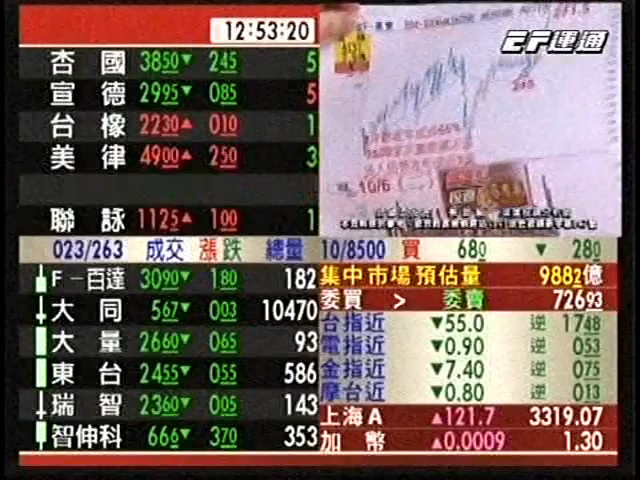 12:53:20
EF運通
杏國 3850▼ 245 5
宣德 2995▼ 085 5
台橡 2230▲ 010 1
美律 4900▲ 250 3
聯詠 1125▲ 100 1
10/6
245
023/263 成交 漲跌 總量
10/8500 買 680 ▼ 280
F－百達 3090▼ 180 182
大同 567▼ 003 10470
大量 2660▼ 065 93
東台 2455▼ 055 586
瑞智 2360▼ 005 143
智伸科 666▼ 370 353
集中市場預估量 9882億
委買 > 委賣 72693
台指近 ▼55.0 逆 1748
電指近 ▼0.90 逆 053
金指近 ▼7.40 逆 075
摩台近 ▼0.80 逆 013
上海A ▲121.7 3319.07
加幣 ▲0.0009 1.30